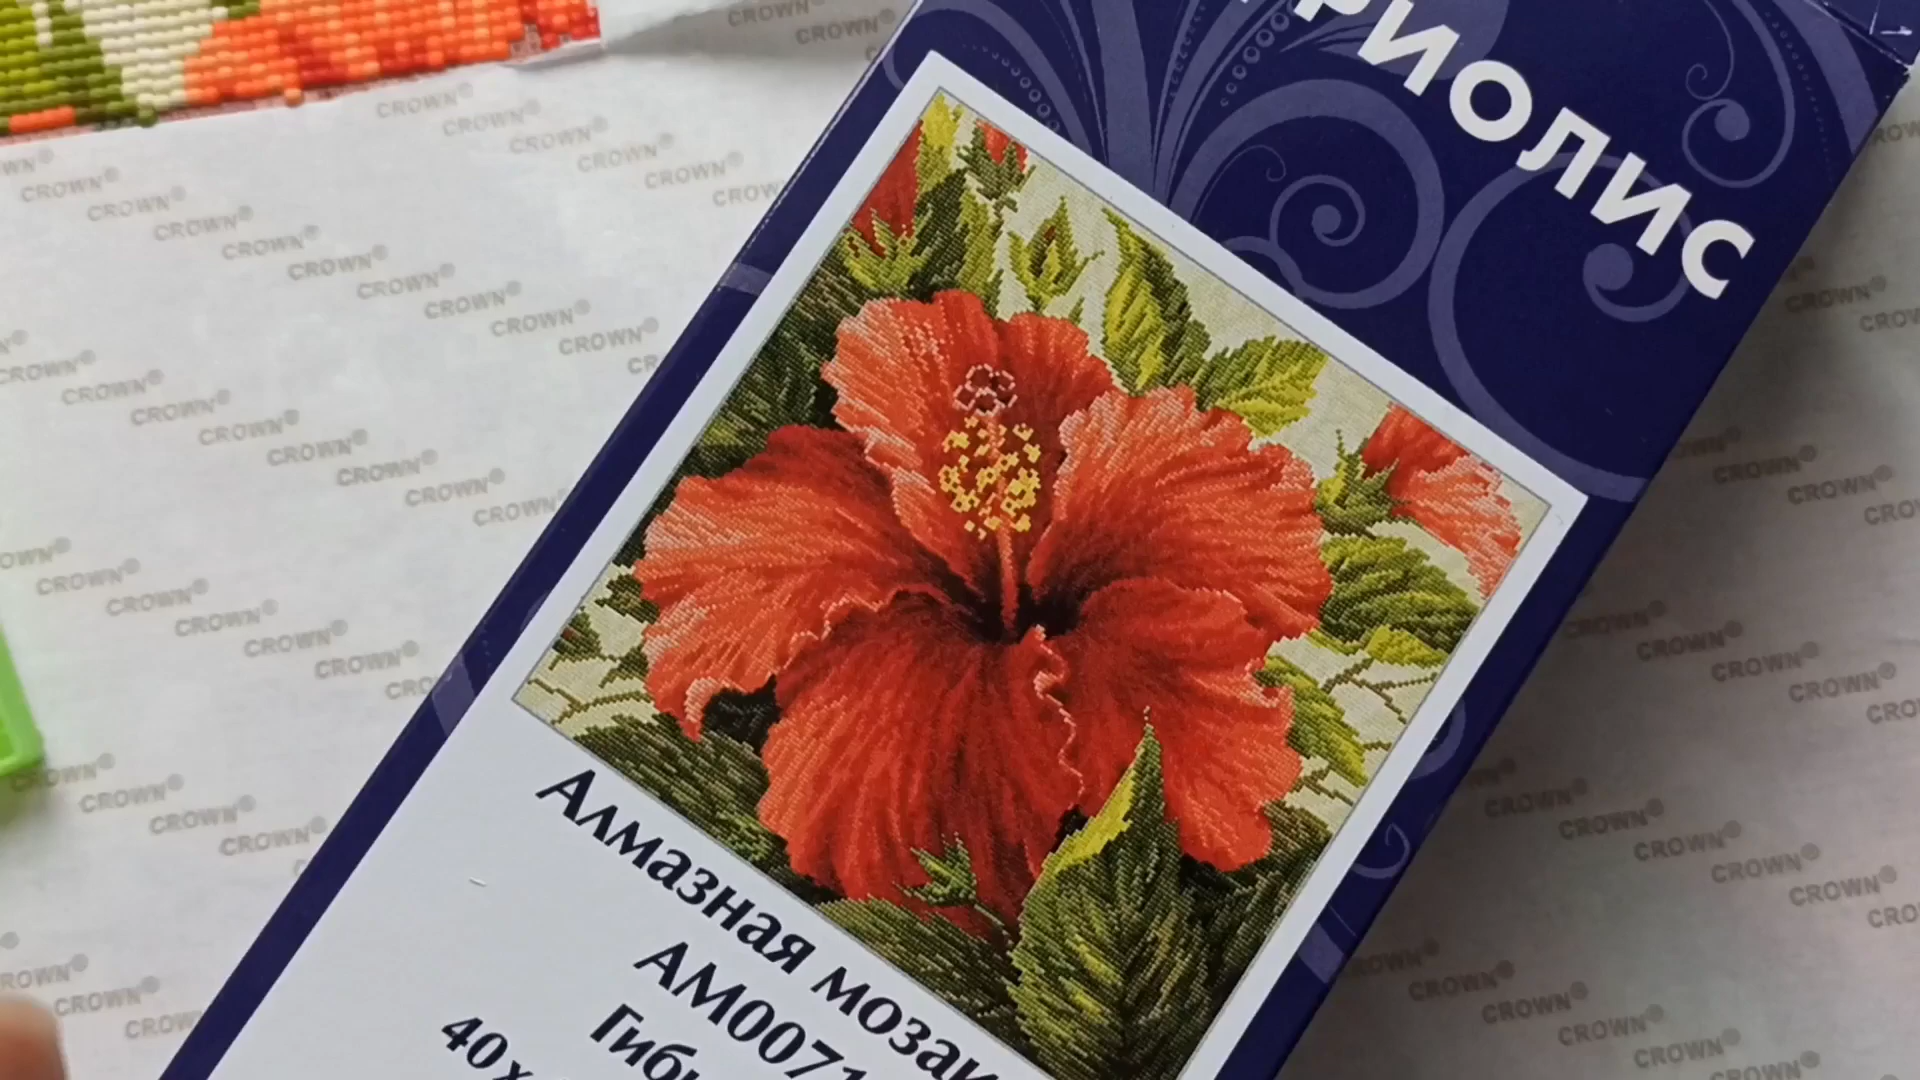 РИОЛИС
Алмазная мозаи
АМ0071
Гиб
40х
CROWN®